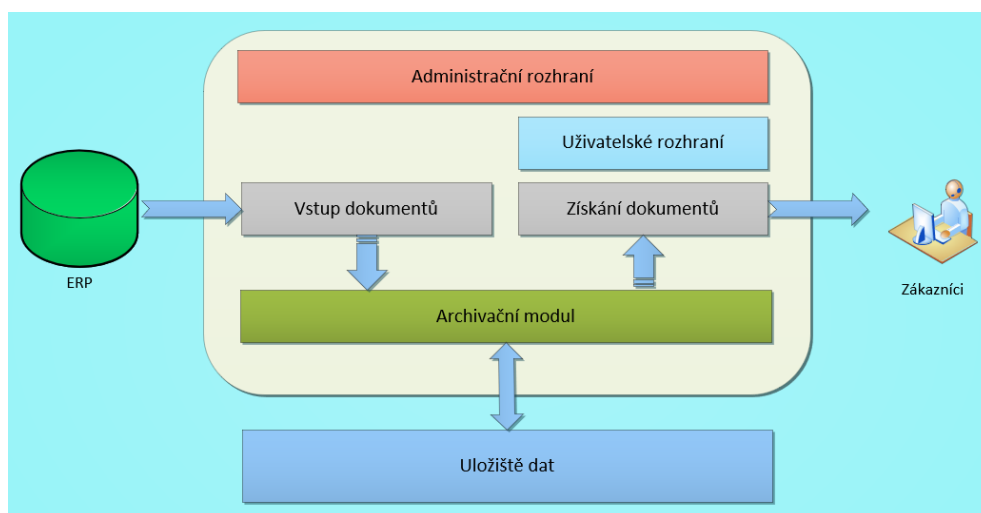 Administrační rozhraní
Uživatelské rozhraní
Vstup dokumentů
Získání dokumentů
ERP
Zákazníci
Archivační modul
Uložiště dat